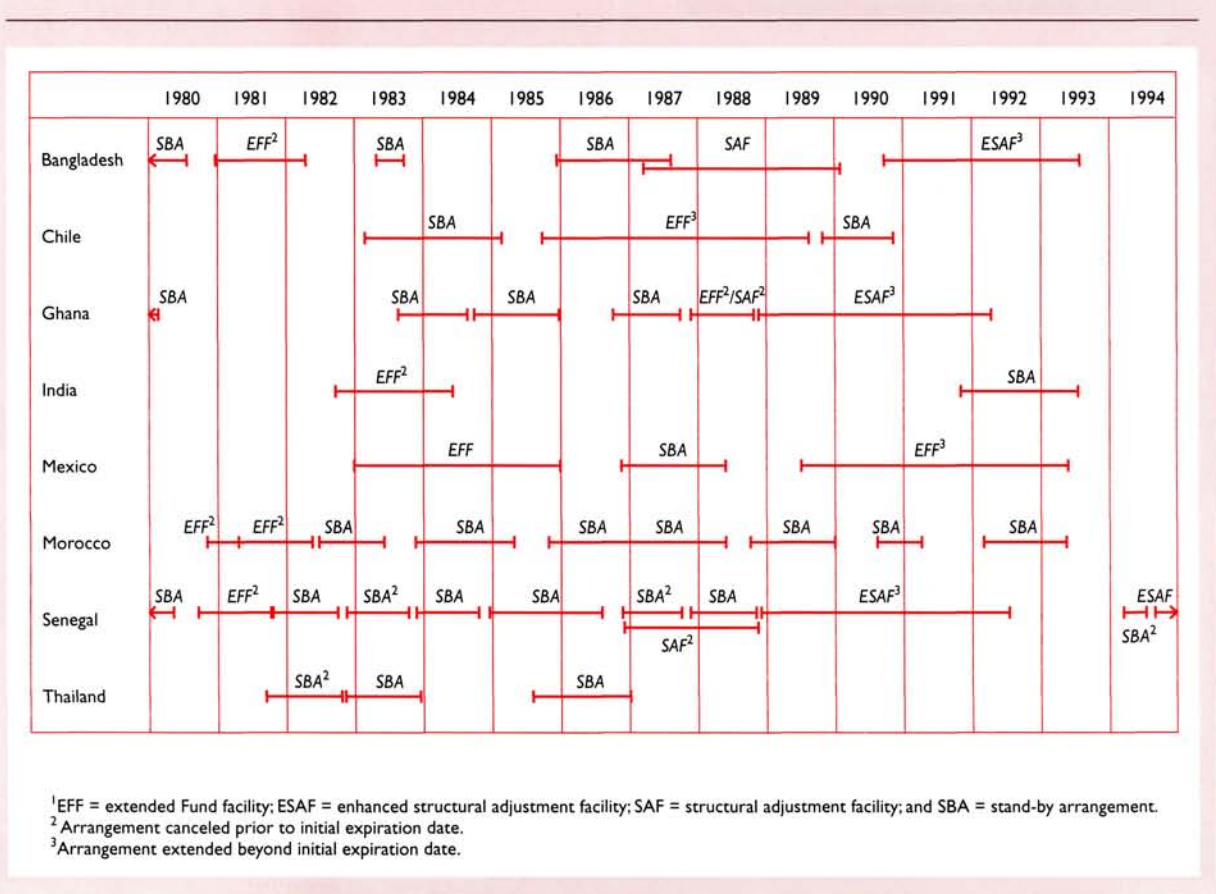 1980 1981 1982 1983 1984 1985 1986 1987 1988 1989 1990 1991 1992 1993 1994
Bangladesh SBA EFF² SBA SBA SAF ESAF³
Chile SBA EFF³ SBA
Ghana SBA SBA SBA SBA EFF²/SAF² ESAF³
India EFF² SBA
Mexico EFF SBA EFF³
Morocco EFF² EFF² SBA SBA SBA SBA SBA SBA SBA
Senegal SBA EFF² SBA SBA² SBA SBA SBA² SBA ESAF³ ESAF
SAF² SBA²
Thailand SBA² SBA SBA
¹EFF = extended Fund facility; ESAF = enhanced structural adjustment facility; SAF = structural adjustment facility; and SBA = stand-by arrangement.
² Arrangement canceled prior to initial expiration date.
³Arrangement extended beyond initial expiration date.